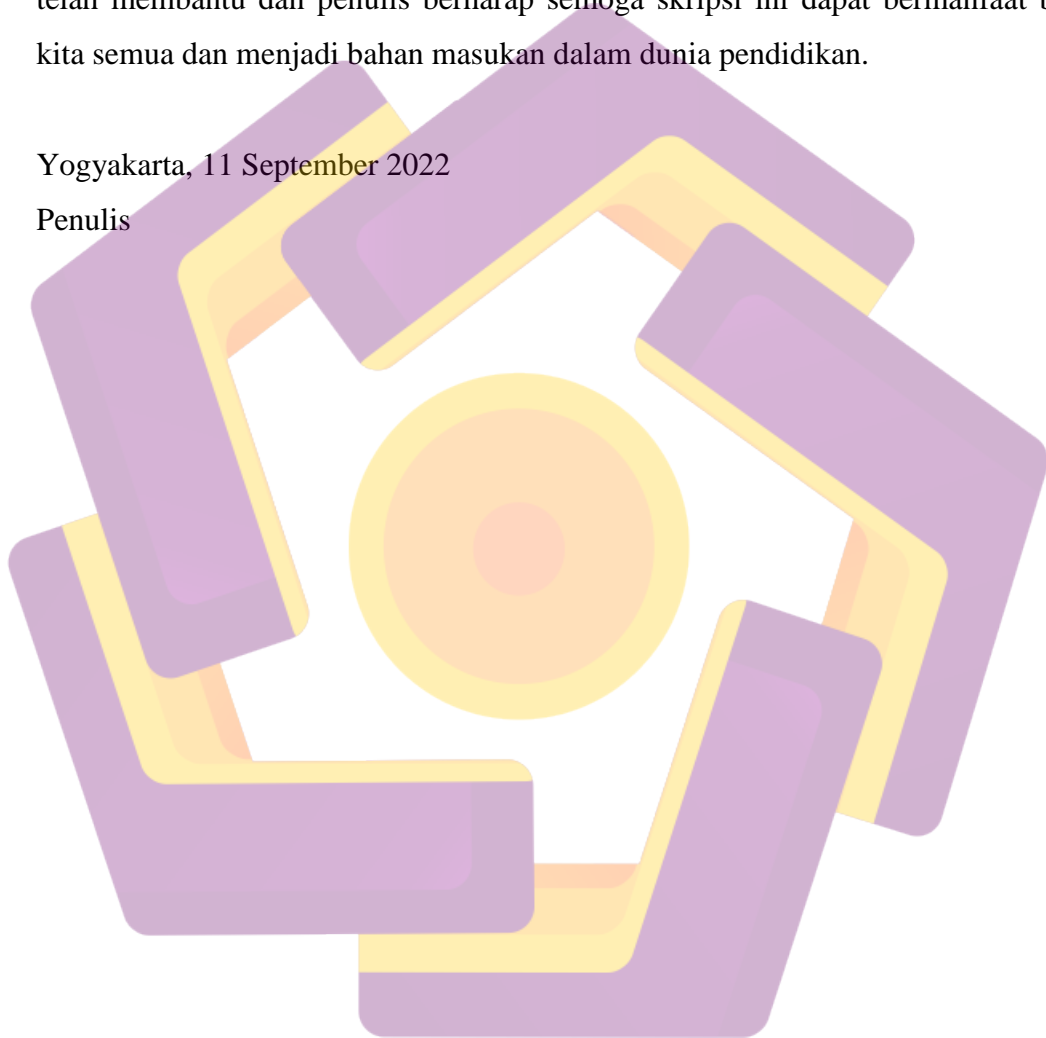 telah membantu dan penulis berharap semoga skripsi ini dapat bermanfaat
kita semua dan menjadi bahan masukan dalam dunia pendidikan.
Yogyakarta, 11 September 2022
Penulis